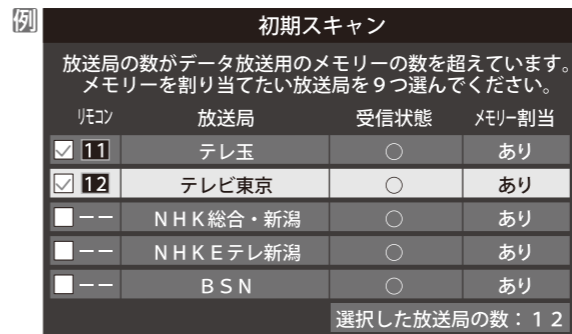 例
初期スキャン
放送局の数がデータ放送用のメモリーの数を超えています。
メモリーを割り当てたい放送局を９つ選んでください。
リモコン 放送局 受信状態 メモリー割当
11 テレ玉 ○ あり
12 テレビ東京 ○ あり
－－ ＮＨＫ総合・新潟 ○ あり
－－ ＮＨＫＥテレ新潟 ○ あり
－－ ＢＳＮ ○ あり
選択した放送局の数：１２